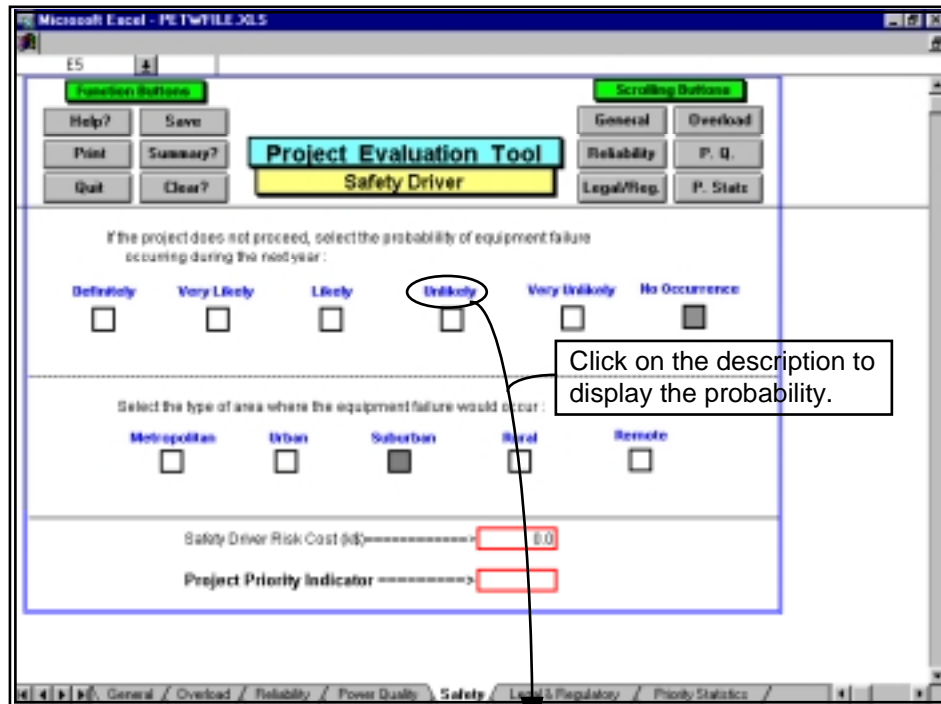 Microsoft Excel - PETWFILE.XLS
E5
Function Buttons
Scrolling Buttons
Help? Save
General Overload
Print Summary?
Project Evaluation Tool
Reliability P. Q.
Quit Clear?
Safety Driver
Legal/Reg. P. Stats
If the project does not proceed, select the probability of equipment failure
occurring during the next year :
Definitely Very Likely Likely Unlikely Very Unlikely No Occurrence
Click on the description to
display the probability.
Select the type of area where the equipment failure would occur :
Metropolitan Urban Suburban Rural Remote
Safety Driver Risk Cost (k$)------------->
0.0
Project Priority Indicator ----------->
General / Overload / Reliability / Power Quality \ Safety / Legal & Regulatory / Priority Statistics /